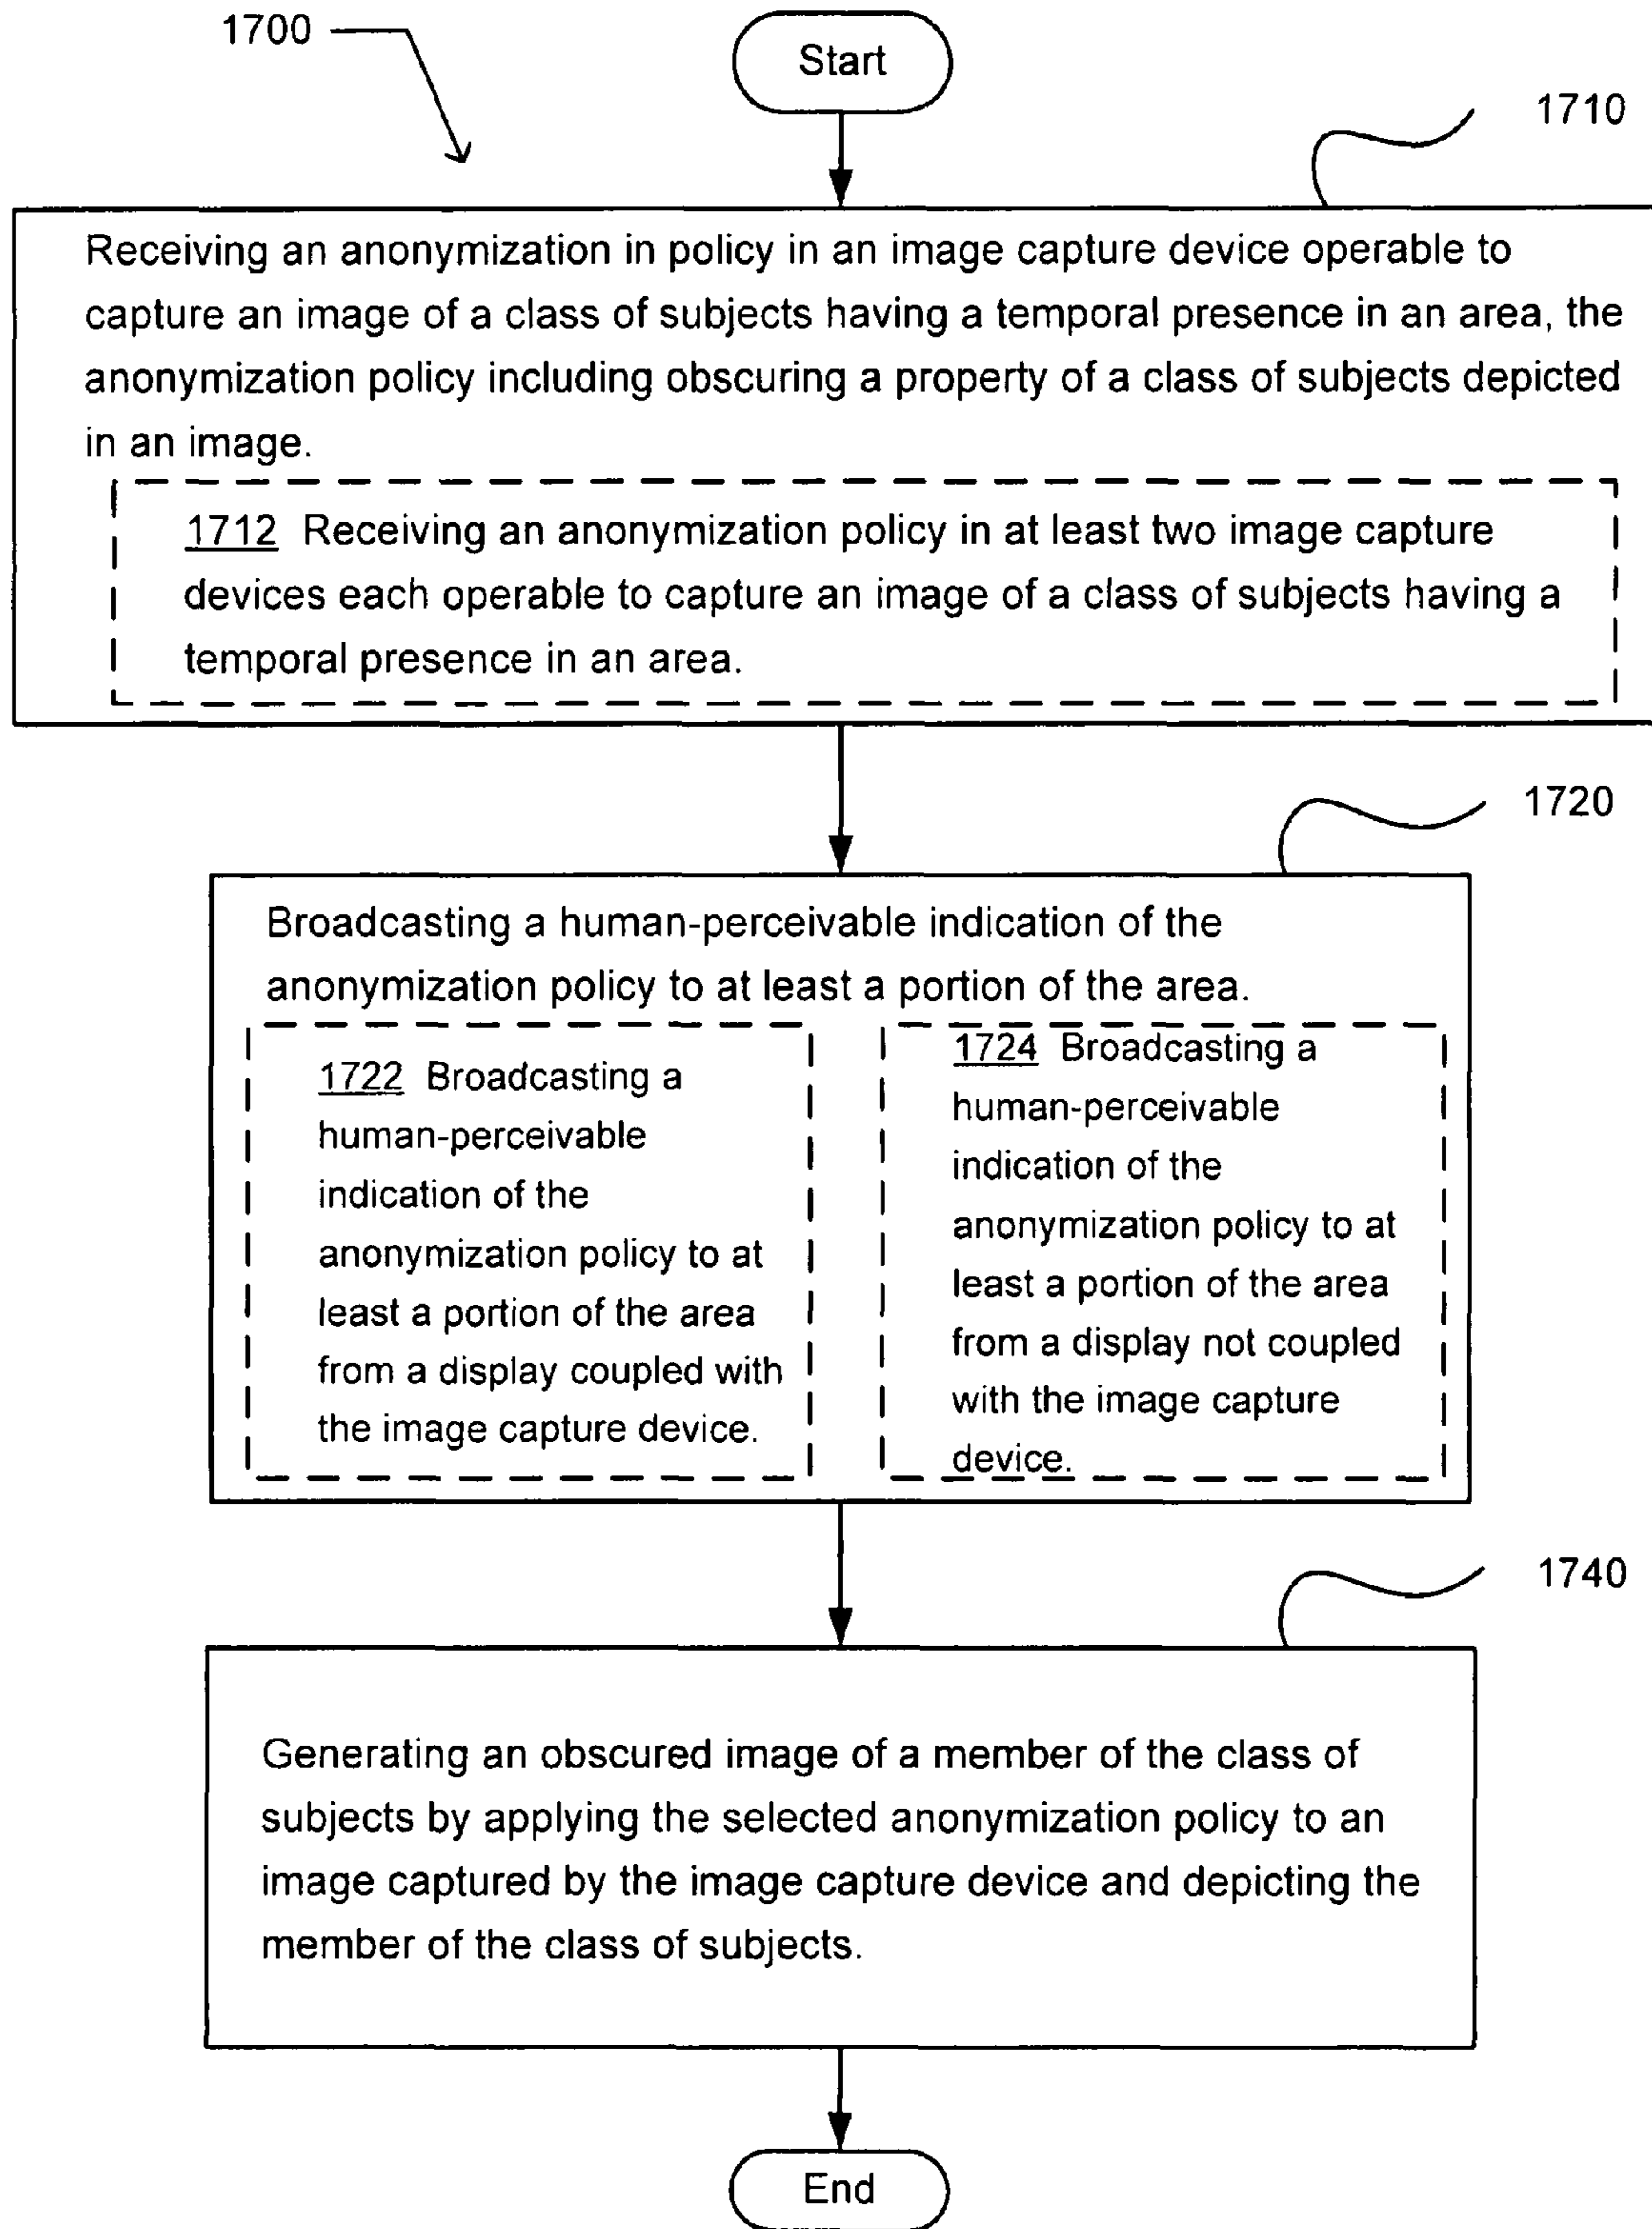 1700
Start
1710
Receiving an anonymization in policy in an image capture device operable to
capture an image of a class of subjects having a temporal presence in an area, the
anonymization policy including obscuring a property of a class of subjects depicted
in an image.
1712 Receiving an anonymization policy in at least two image capture
devices each operable to capture an image of a class of subjects having a
temporal presence in an area.
1720
Broadcasting a human-perceivable indication of the
anonymization policy to at least a portion of the area.
1722 Broadcasting a
human-perceivable
indication of the
anonymization policy to at
least a portion of the area
from a display coupled with
the image capture device.
1724 Broadcasting a
human-perceivable
indication of the
anonymization policy to at
least a portion of the area
from a display not coupled
with the image capture
device.
1740
Generating an obscured image of a member of the class of
subjects by applying the selected anonymization policy to an
image captured by the image capture device and depicting the
member of the class of subjects.
End